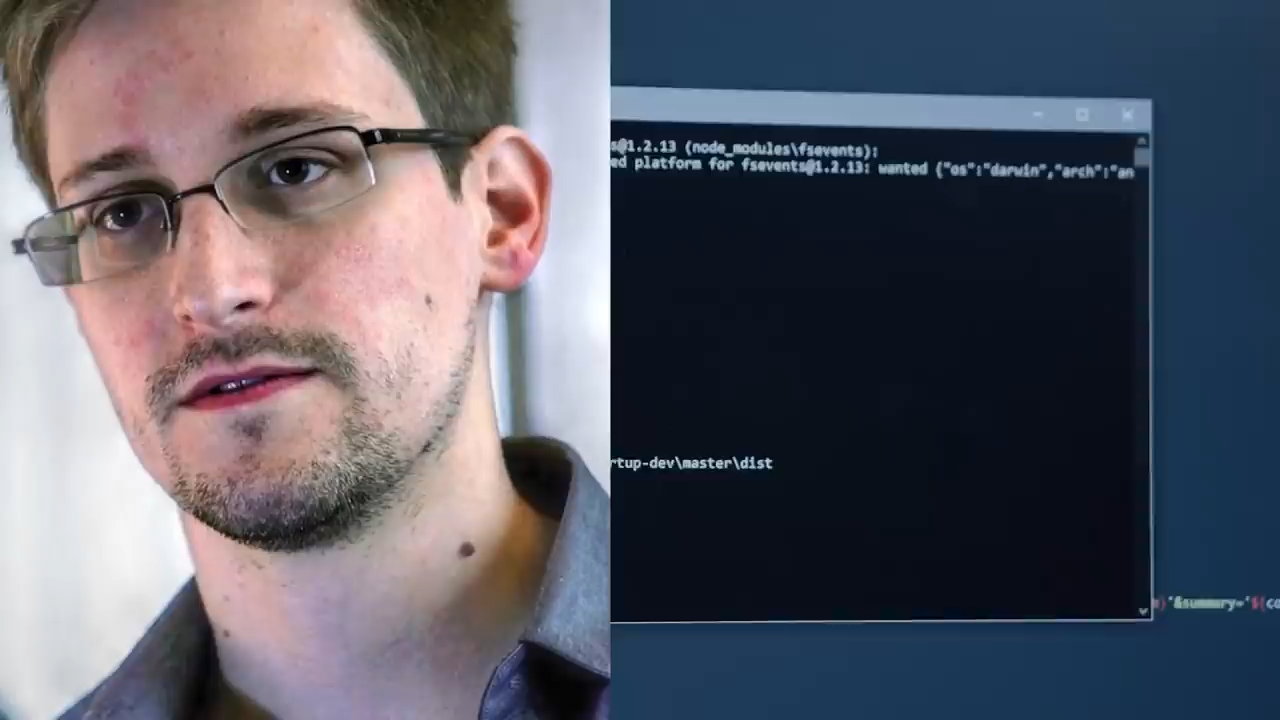 s@1.2.13 (node_modules\fsevents):
ed platform for fsevents@1.2.13: wanted {"os":"darwin","arch":"an
rtup-dev\master\dist
'&summary='${co